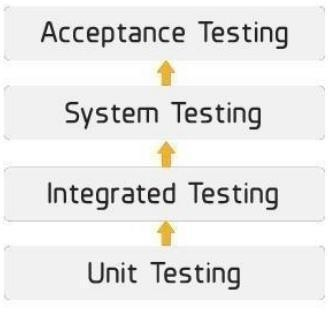 Acceptance Testing
System Testing
Integrated Testing
Unit Testing